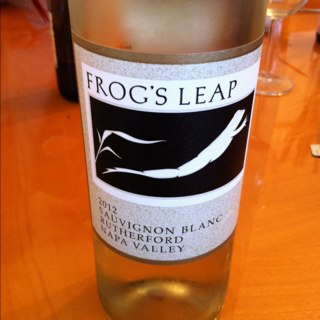 FROG'S LEAP
2012
SAUVIGNON BLANC
RUTHERFORD
NAPA VALLEY